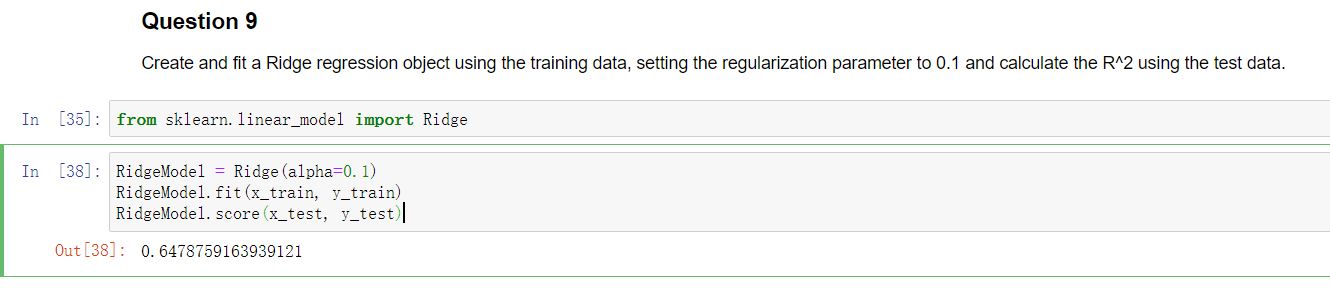 Question 9
Create and fit a Ridge regression object using the training data, setting the regularization parameter to 0.1 and calculate the R^2 using the test data.
In [35]: from sklearn.linear_model import Ridge
In [38]: RidgeModel = Ridge(alpha=0.1)
RidgeModel.fit(x_train, y_train)
RidgeModel.score(x_test, y_test)
Out[38]: 0.6478759163939121